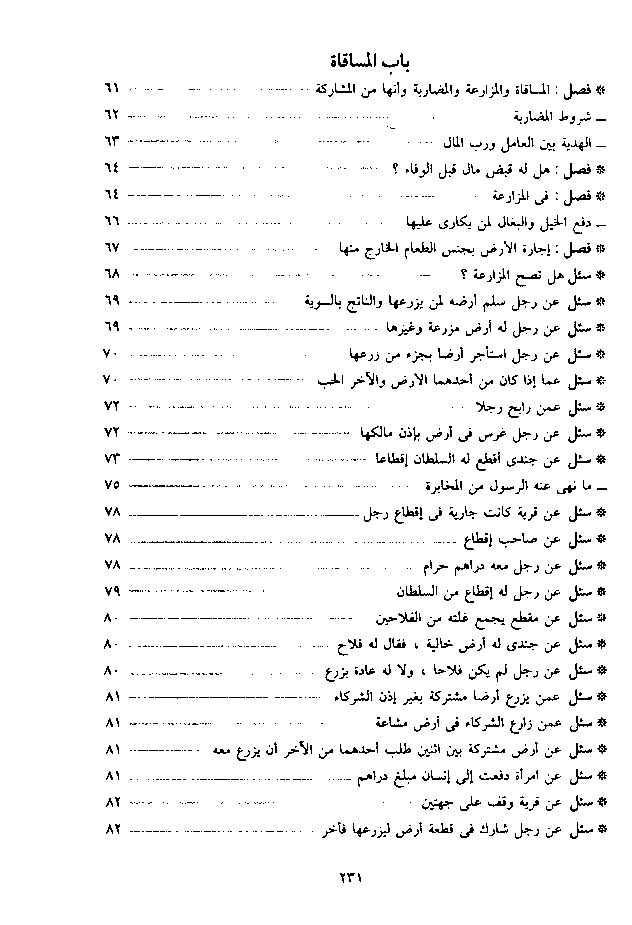 باب المساقاة
* فصل : المساقاة والمزارعة والمضاربة وأنها من المشاركة ٦١
ــ شروط المضاربة ٦٢
ــ الهدية بين العامل ورب المال ٦٣
* فصل : هل له قبض مال قبل الوفاء ؟ ٦٤
* فصل : فى المزارعة ٦٤
ــ دفع الخيل والبغال لمن يكارى عليها ٦٦
* فصل : إجارة الأرض بجنس الطعام الخارج منها ٦٧
* سئل هل تصح المزارعة ؟ ٦٨
* سئل عن رجل سلم أرضه لمن يزرعها والناتج بالسوية ٦٩
* سئل عن رجل له أرض مزرعة وغيرها ٦٩
* سئل عن رجل استأجر أرضا بجزء من زرعها ٧٠
* سئل عما إذا كان من أحدهما الأرض والآخر الحب ٧٠
* سئل عمن رابح رجلا ٧٢
* سئل عن رجل غرس فى أرض بإذن مالكها ٧٢
* سئل عن جندى أقطع له السلطان إقطاعا ٧٣
ــ ما نهى عنه الرسول من المخابرة ٧٥
* سئل عن قرية كانت جارية فى إقطاع رجل ٧٨
* سئل عن صاحب إقطاع ٧٨
* سئل عن رجل معه دراهم حرام ٧٨
* سئل عن رجل له إقطاع من السلطان ٧٩
* سئل عن مقطع يجمع غلته من الفلاحين ٨٠
* سئل عن جندى له أرض خالية ، فقال له فلاح ٨٠
* سئل عن رجل لم يكن فلاحا ، ولا له عادة بزرع ٨٠
* سئل عمن يزرع أرضا مشتركة بغير إذن الشركاء ٨١
* سئل عمن زارع الشركاء فى أرض مشاعة ٨١
* سئل عن أرض مشتركة بين اثنين طلب أحدهما من الآخر أن يزرع معه ٨١
* سئل عن امرأة دفعت إلى إنسان مبلغ دراهم ٨١
* سئل عن قرية وقف على جهتين ٨٢
* سئل عن رجل شارك فى قطعة أرض ليزرعها فأخر ٨٢
٢٣١